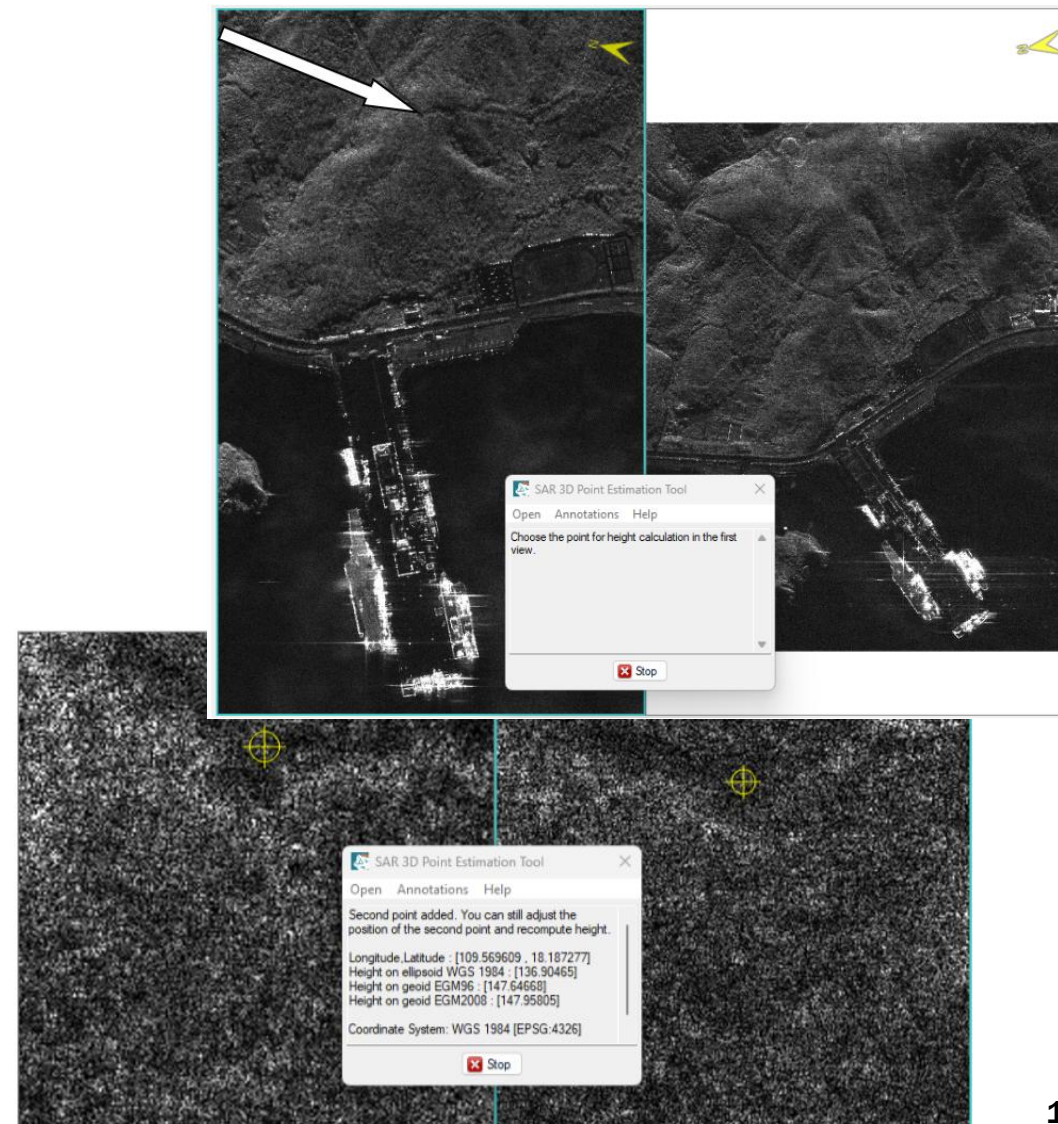 N
N
SAR 3D Point Estimation Tool
Open Annotations Help
Choose the point for height calculation in the first
view.
Stop
SAR 3D Point Estimation Tool
Open Annotations Help
Second point added. You can still adjust the
position of the second point and recompute height.
Longitude,Latitude : [109.569609 , 18.187277]
Height on ellipsoid WGS 1984 : [136.90465]
Height on geoid EGM96 : [147.64668]
Height on geoid EGM2008 : [147.95805]
Coordinate System: WGS 1984 [EPSG:4326]
Stop
1